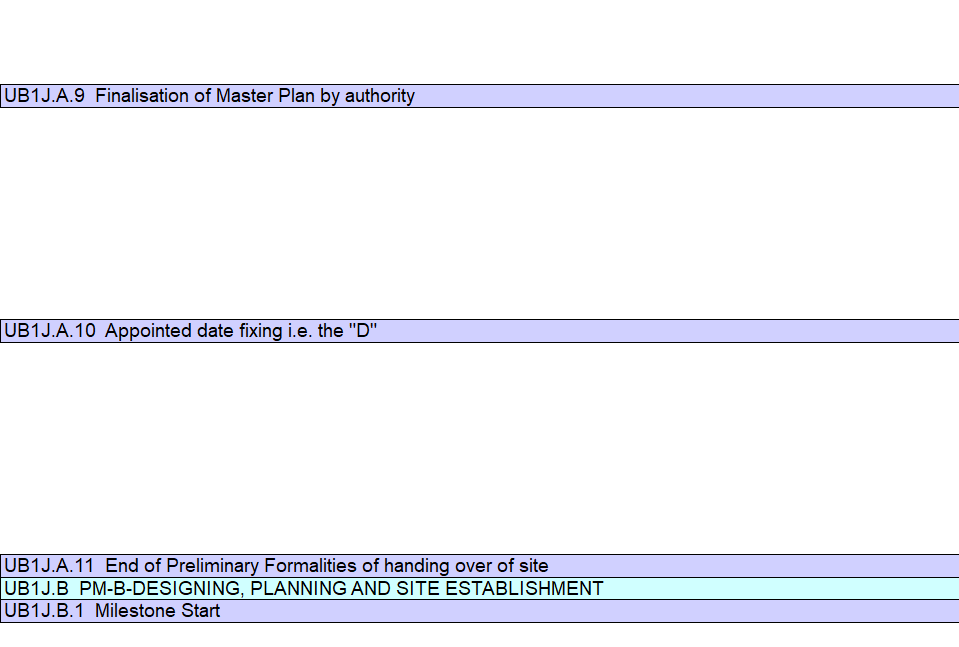 UB1J.A.9  Finalisation of Master Plan by authority
UB1J.A.10  Appointed date fixing i.e. the "D"
UB1J.A.11  End of Preliminary Formalities of handing over of site
UB1J.B  PM-B-DESIGNING, PLANNING AND SITE ESTABLISHMENT
UB1J.B.1  Milestone Start